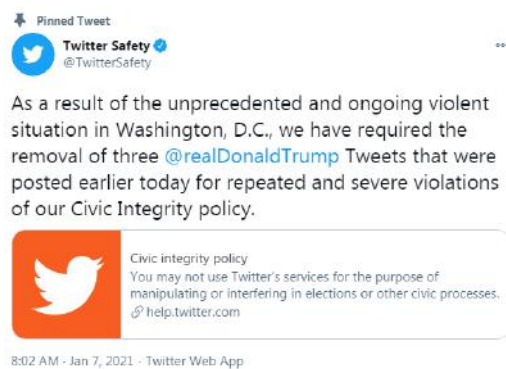 Pinned Tweet
Twitter Safety
@TwitterSafety
As a result of the unprecedented and ongoing violent
situation in Washington, D.C., we have required the
removal of three @realDonaldTrump Tweets that were
posted earlier today for repeated and severe violations
of our Civic Integrity policy.
Civic integrity policy
You may not use Twitter's services for the purpose of
manipulating or interfering in elections or other civic processes.
help.twitter.com
8:02 AM · Jan 7, 2021 · Twitter Web App